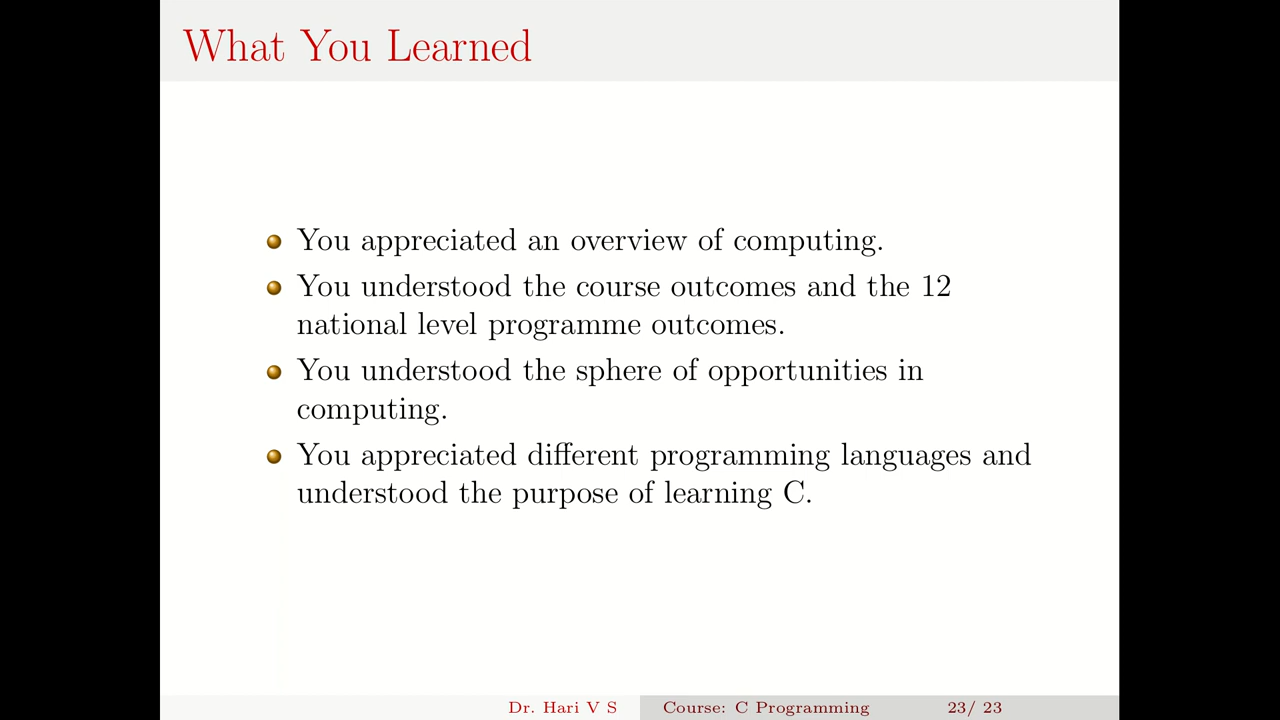 What You Learned
You appreciated an overview of computing.
You understood the course outcomes and the 12
national level programme outcomes.
You understood the sphere of opportunities in
computing.
You appreciated different programming languages and
understood the purpose of learning C.
Dr. Hari V S Course: C Programming 23/ 23